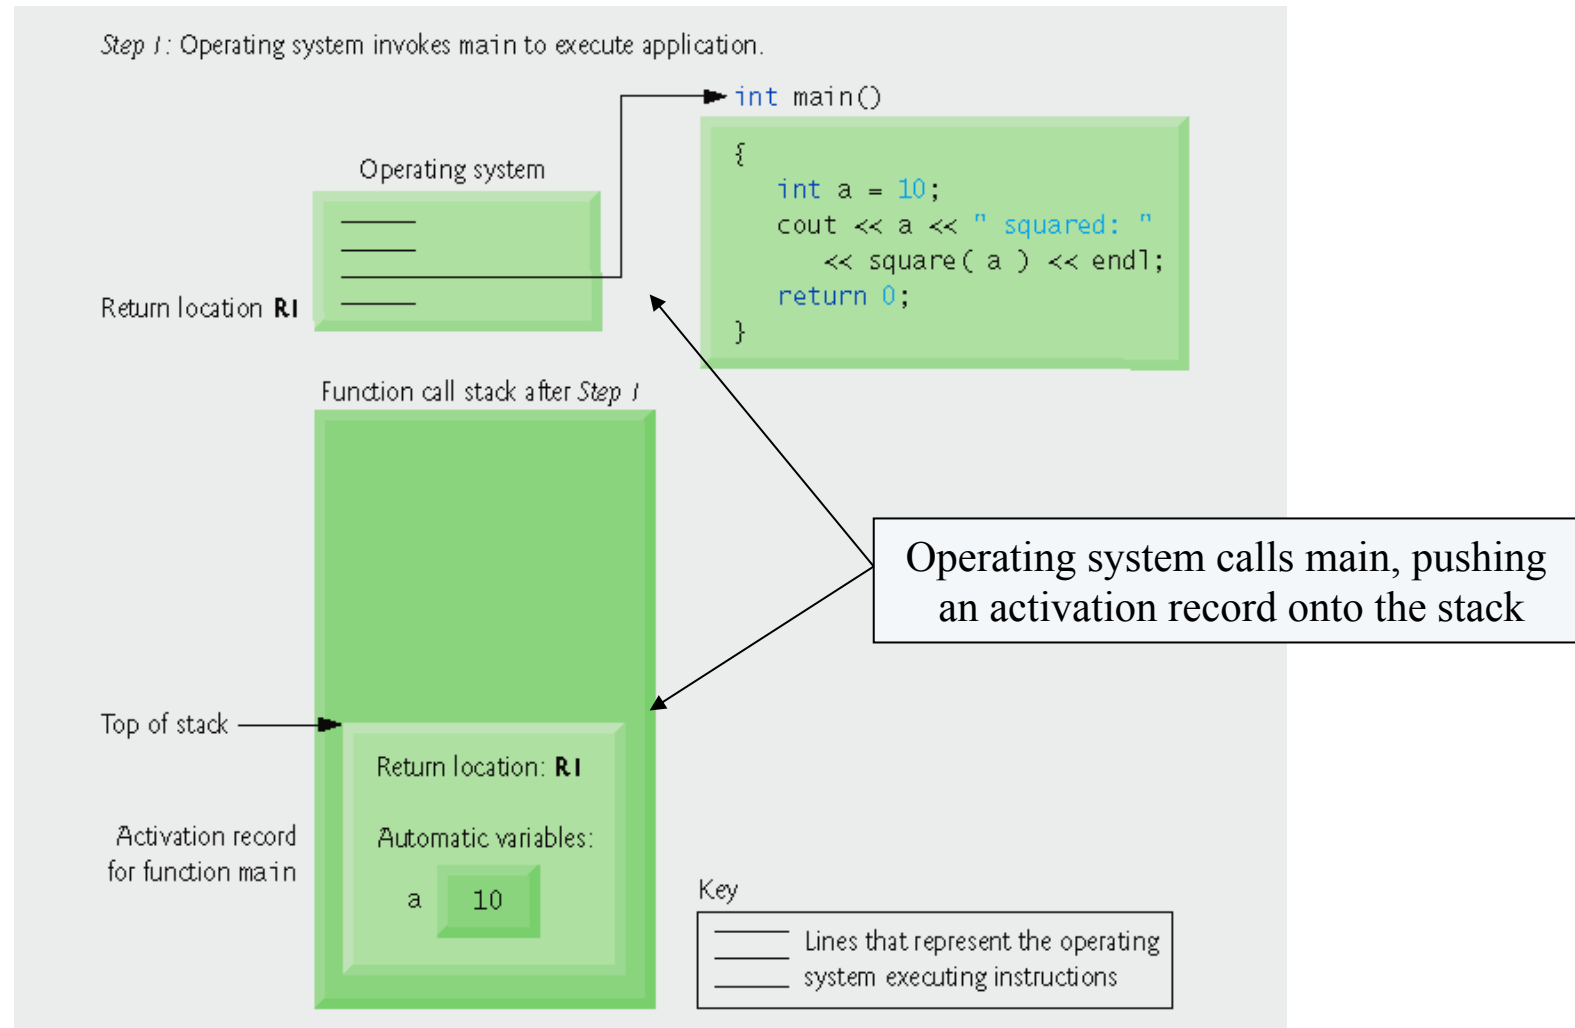 Step 1: Operating system invokes main to execute application.
int main()
{
int a = 10;
cout << a << " squared: "
<< square( a ) << endl;
return 0;
}
Operating system
Return location R1
Function call stack after Step 1
Operating system calls main, pushing
an activation record onto the stack
Top of stack
Return location: R1
Activation record
for function main
Automatic variables:
a 10
Key
Lines that represent the operating
system executing instructions